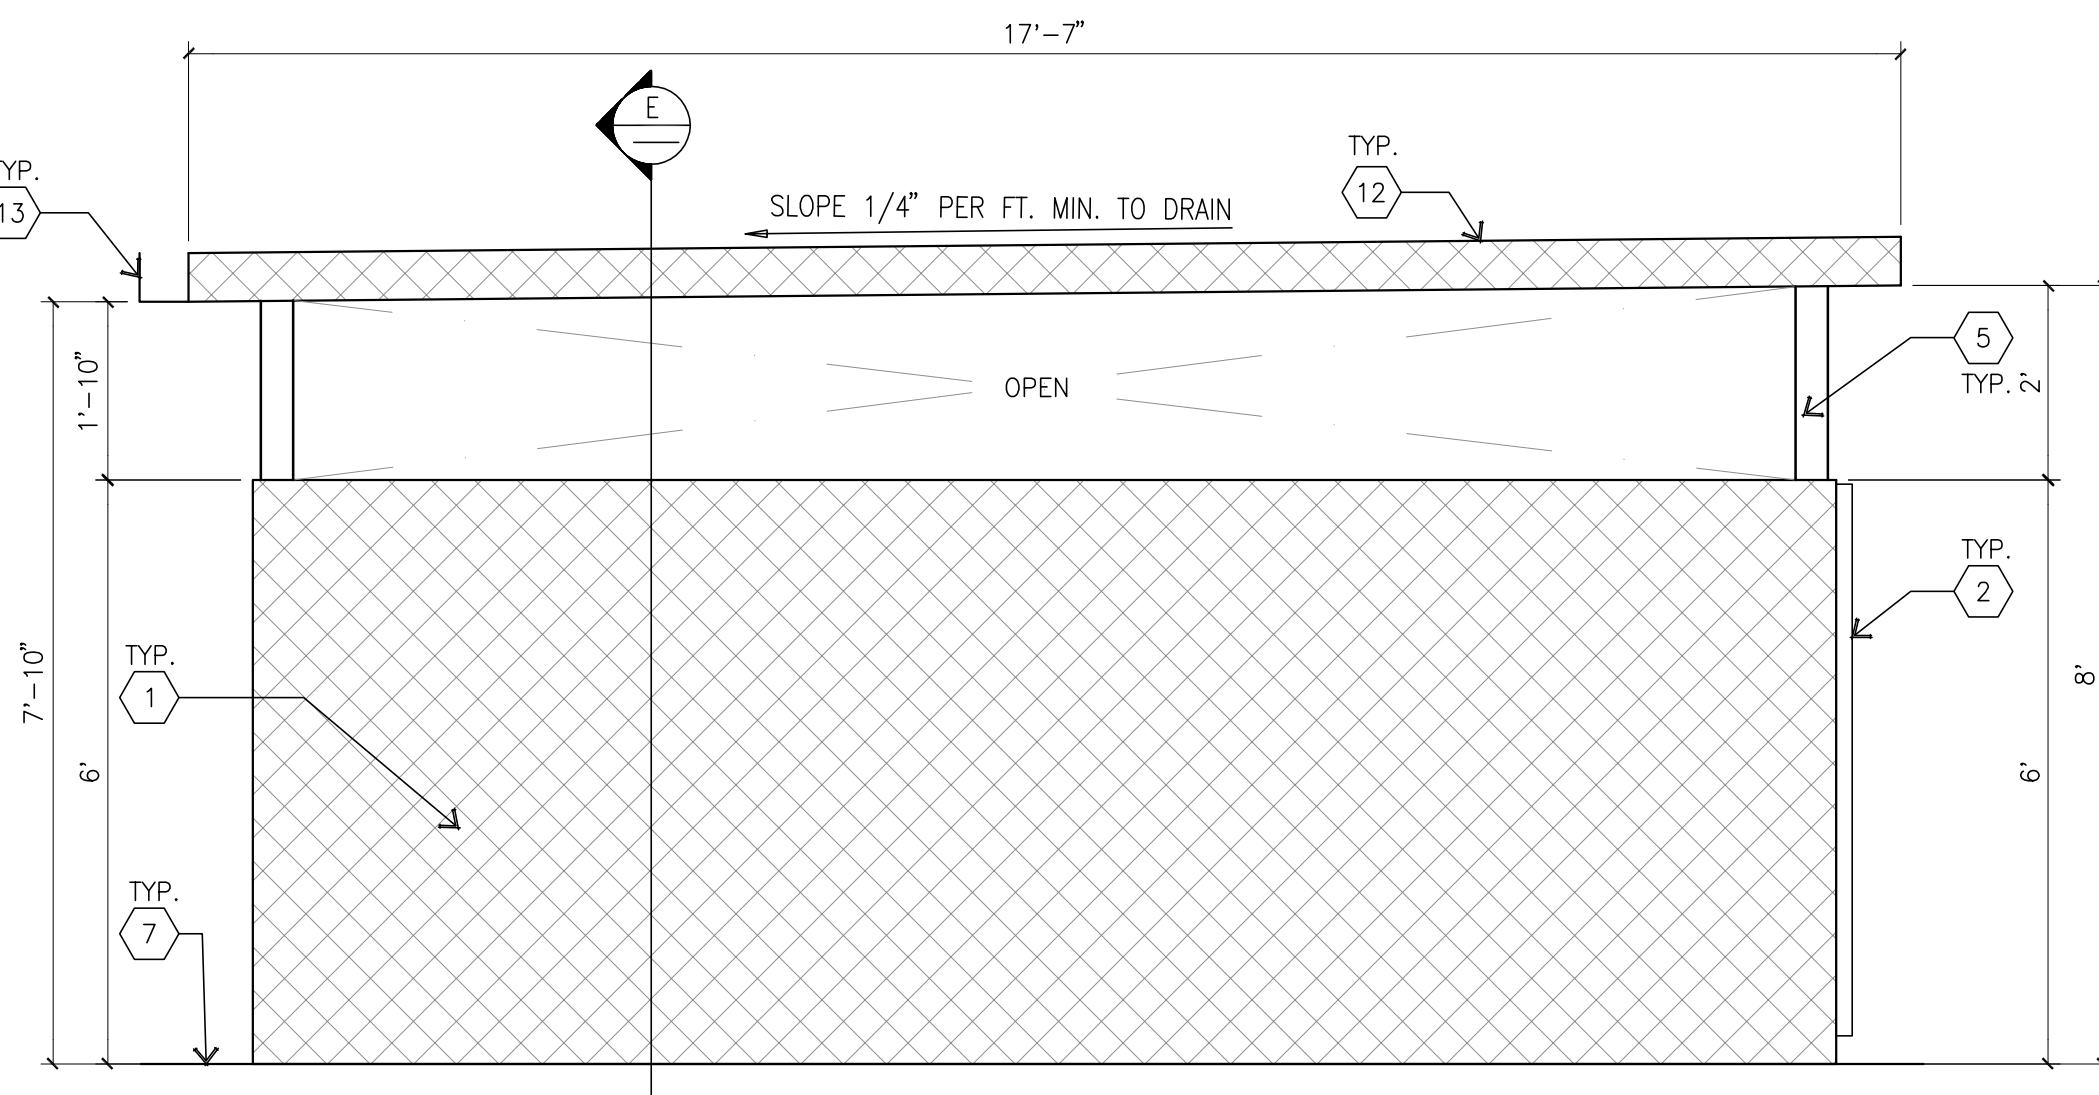 17'-7"
E
TYP.
12
TYP.
13
SLOPE 1/4" PER FT. MIN. TO DRAIN
1'-10"
OPEN
5
TYP.
2'
TYP.
2
7'-10"
TYP.
1
6'
6'
8'
TYP.
7